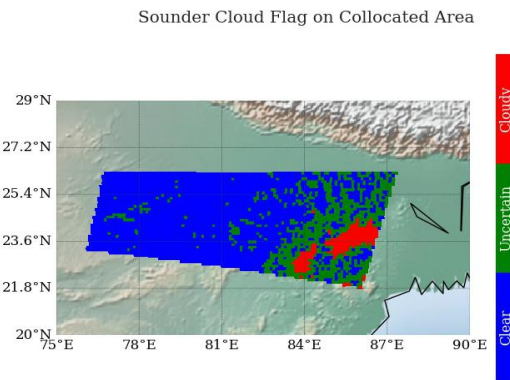 Sounder Cloud Flag on Collocated Area
29°N
27.2°N
25.4°N
23.6°N
21.8°N
20°N
75°E
78°E
81°E
84°E
87°E
90°E
Cloudy
Uncertain
Clear